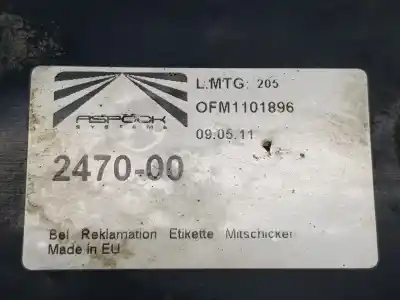 ASPÖCK
SYSTEMS
L.MTG: 205
OFM1101896
09.05.11
2470-00
Bei Reklamation Etikette Mitschicken
Made in EU